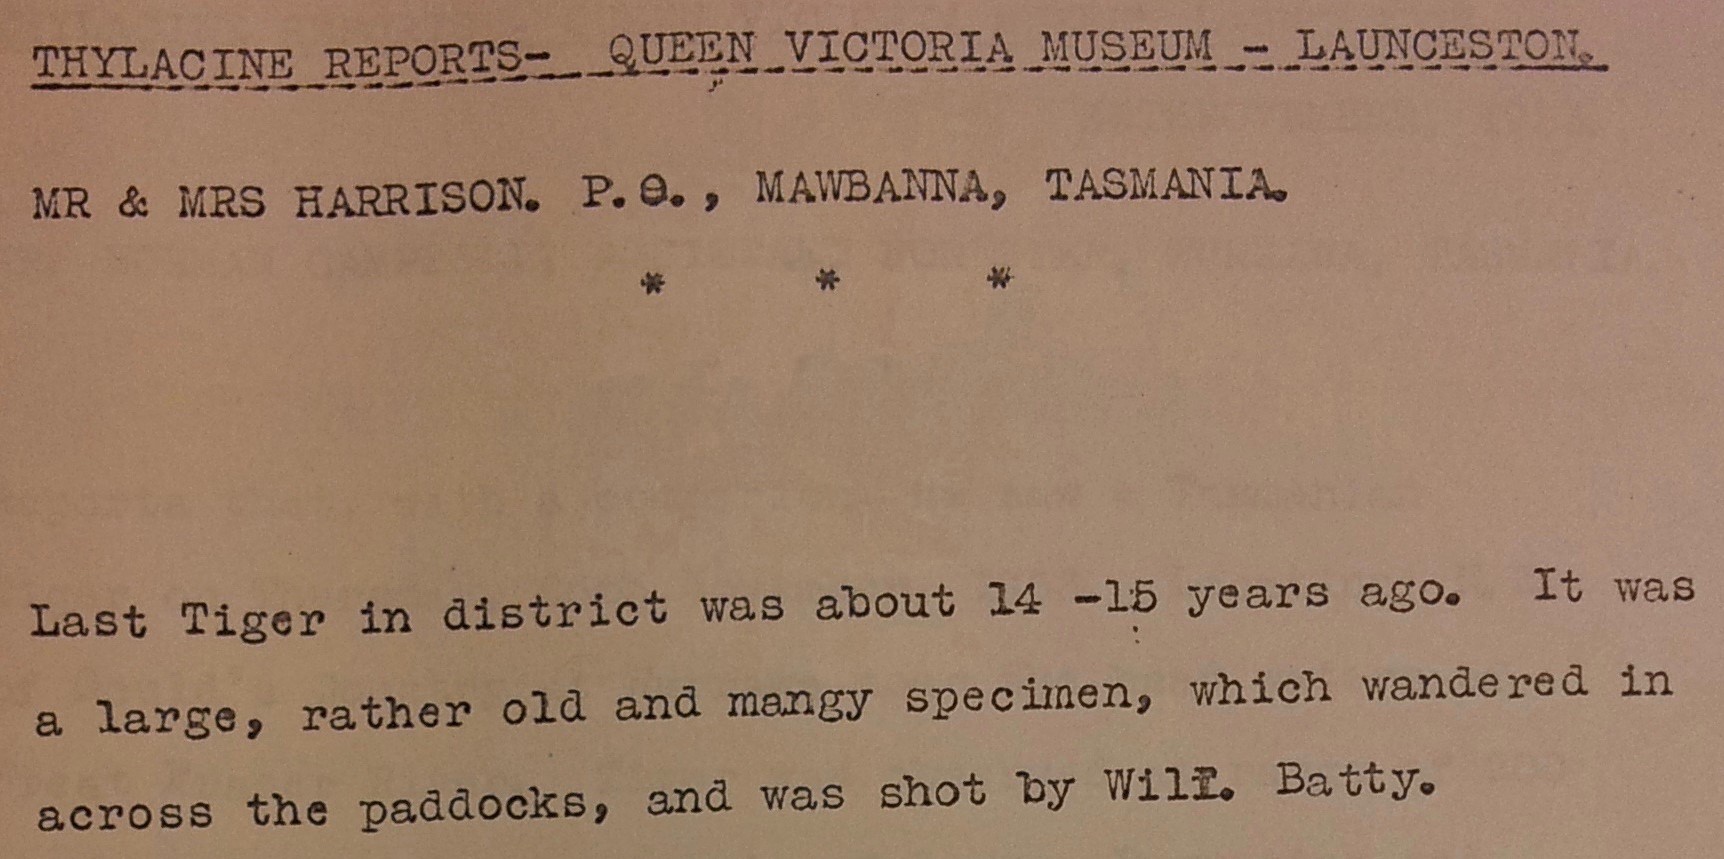 THYLACINE REPORTS- QUEEN VICTORIA MUSEUM - LAUNCESTON.
MR & MRS HARRISON. P.O., MAWBANNA, TASMANIA.
* * *
Last Tiger in district was about 14 -15 years ago. It was
a large, rather old and mangy specimen, which wandered in
across the paddocks, and was shot by Wilf. Batty.